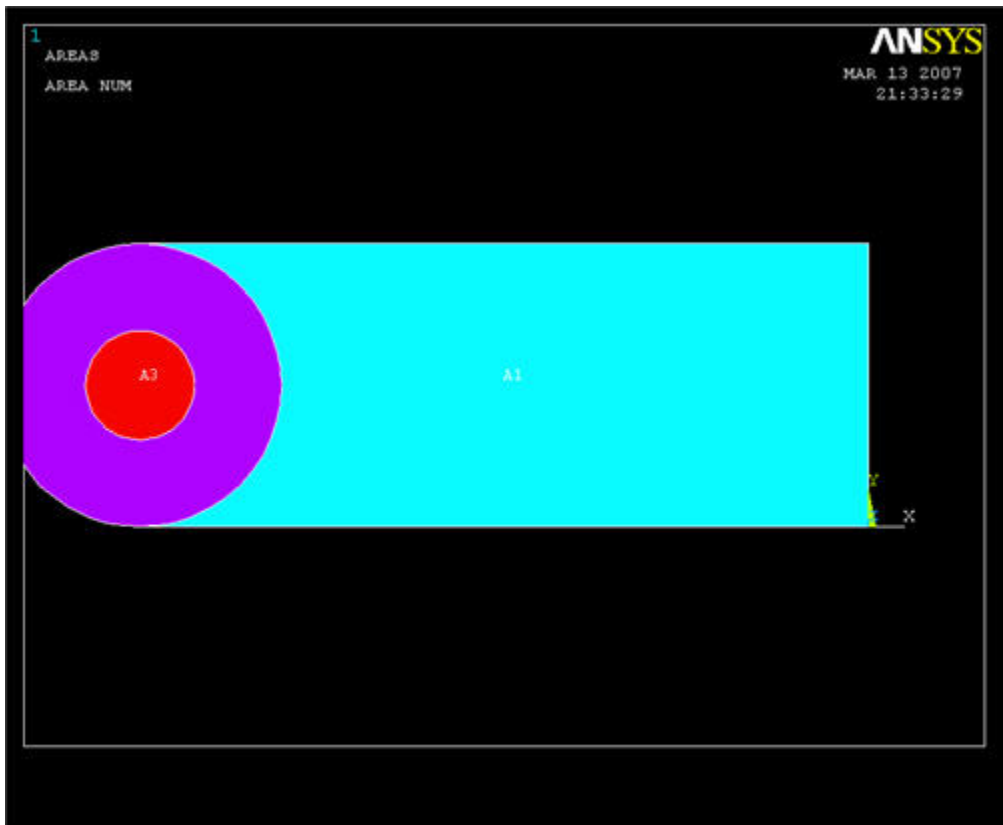 1
AREAS
AREA NUM
ANSYS
MAR 13 2007
21:33:29
A3
A1
Y
X